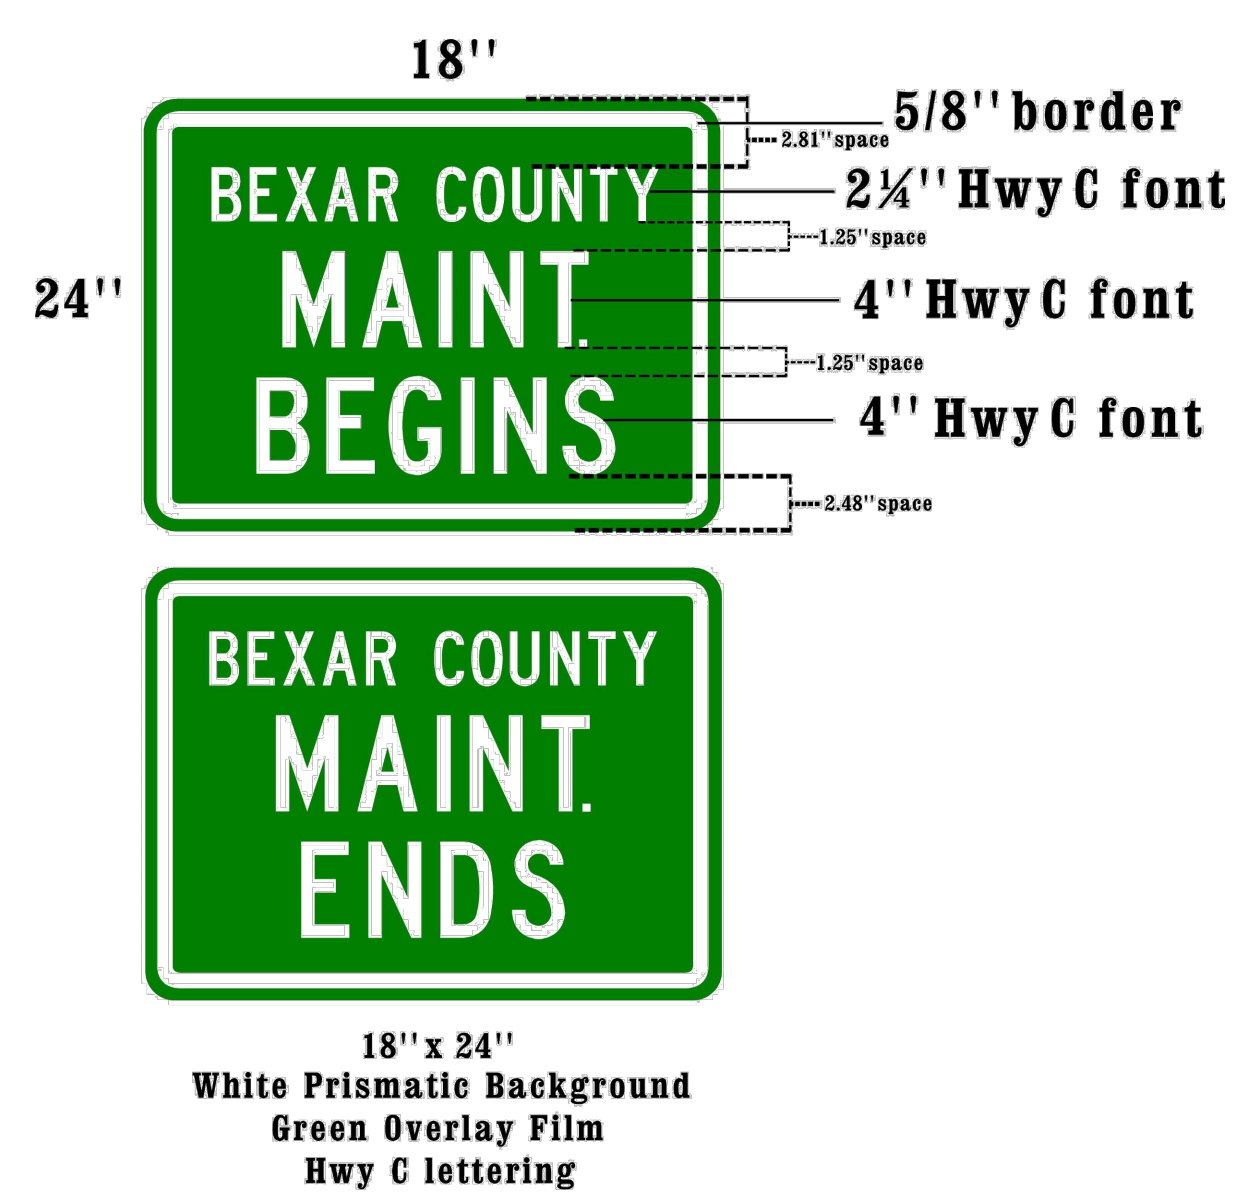 18''
5/8'' border
2.81'' space
BEXAR COUNTY
2¼'' Hwy C font
1.25'' space
24''
MAINT.
4'' Hwy C font
1.25'' space
BEGINS
4'' Hwy C font
2.48'' space
BEXAR COUNTY
MAINT.
ENDS
18'' x 24''
White Prismatic Background
Green Overlay Film
Hwy C lettering